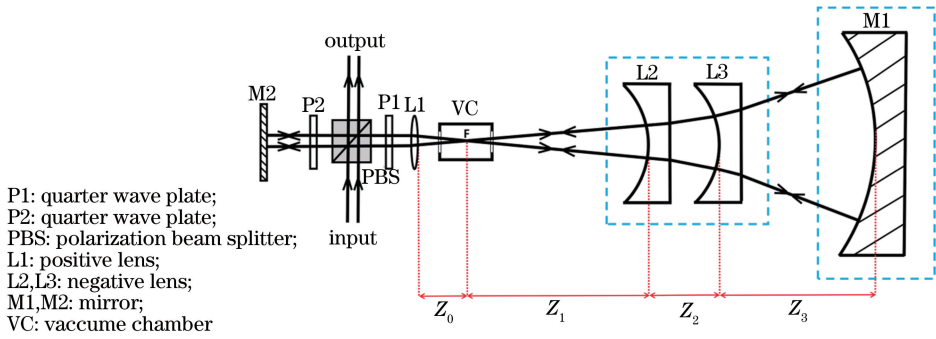 output
M2
P2
P1
L1
VC
L2
L3
M1
F
PBS
input
P1: quarter wave plate;
P2: quarter wave plate;
PBS: polarization beam splitter;
L1: positive lens;
L2,L3: negative lens;
M1,M2: mirror;
VC: vaccume chamber
Z0
Z1
Z2
Z3